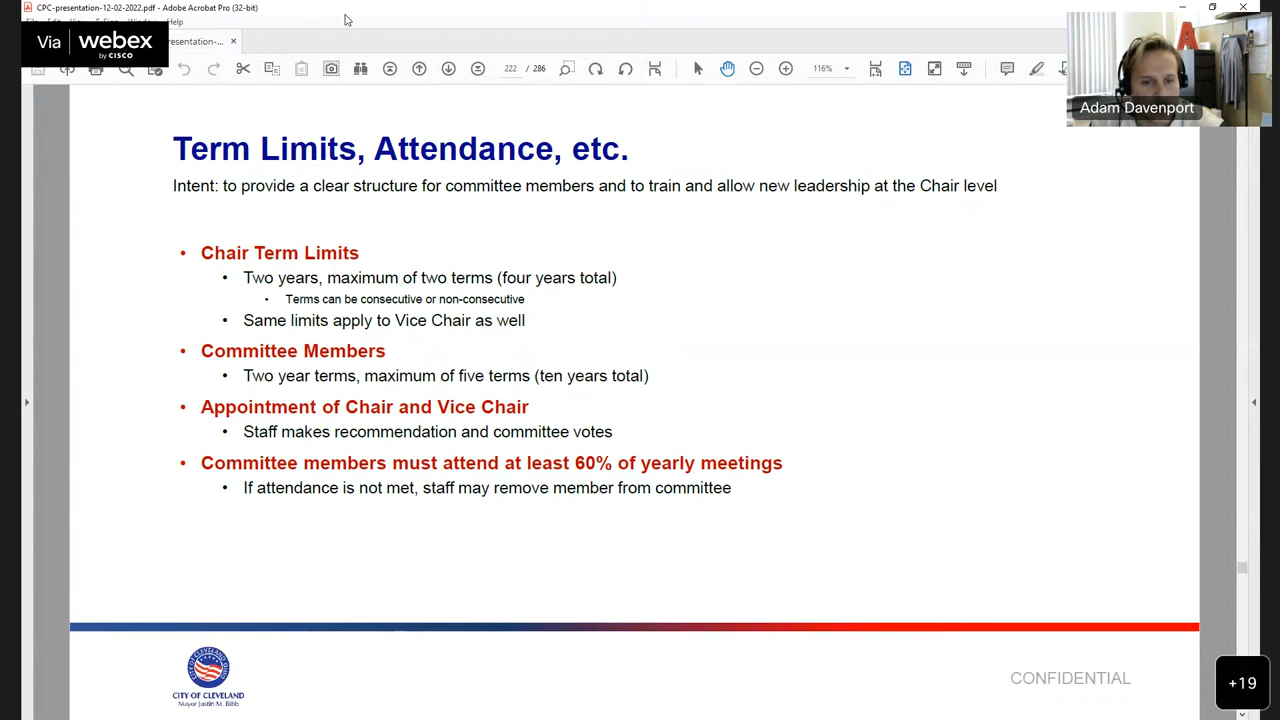 CPC-presentation-12-02-2022.pdf - Adobe Acrobat Pro (32-bit)
Help
Via webex
by CISCO
resentation-...
222 / 286
116%
Adam Davenport
Term Limits, Attendance, etc.
Intent: to provide a clear structure for committee members and to train and allow new leadership at the Chair level
• Chair Term Limits
• Two years, maximum of two terms (four years total)
• Terms can be consecutive or non-consecutive
• Same limits apply to Vice Chair as well
• Committee Members
• Two year terms, maximum of five terms (ten years total)
• Appointment of Chair and Vice Chair
• Staff makes recommendation and committee votes
• Committee members must attend at least 60% of yearly meetings
• If attendance is not met, staff may remove member from committee
CITY OF CLEVELAND
Mayor Justin M. Bibb
CONFIDENTIAL
+19